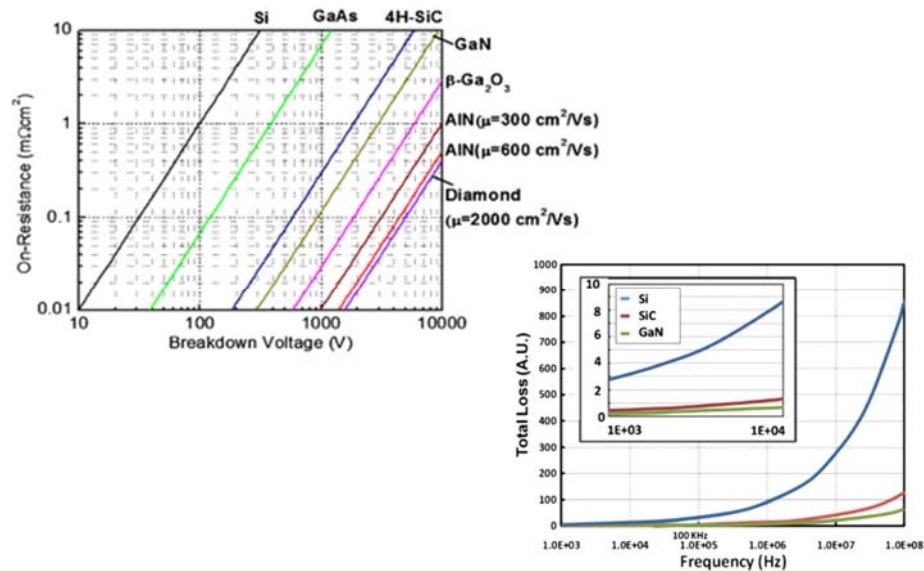 Si GaAs 4H-SiC
GaN
β-Ga2O3
AlN(μ=300 cm2/Vs)
AlN(μ=600 cm2/Vs)
Diamond
(μ=2000 cm2/Vs)
On-Resistance (mΩcm2)
10
1
0.1
0.01
10 100 1000 10000
Breakdown Voltage (V)
Total Loss (A.U.)
1000
900
800
700
600
500
400
300
200
100
0
10
8
6
4
2
0
Si
SiC
GaN
1E+03 1E+04
100 KHz
1.0E+03 1.0E+04 1.0E+05 1.0E+06 1.0E+07 1.0E+08
Frequency (Hz)